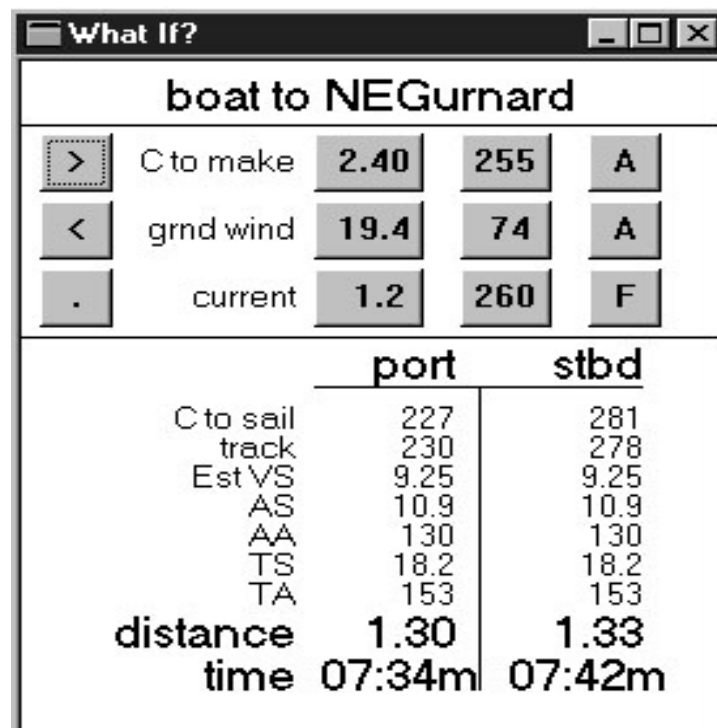 What If?
boat to NEGurnard
> C to make 2.40 255 A
< grnd wind 19.4 74 A
. current 1.2 260 F
port stbd
C to sail 227 281
track 230 278
Est VS 9.25 9.25
AS 10.9 10.9
AA 130 130
TS 18.2 18.2
TA 153 153
distance 1.30 1.33
time 07:34m 07:42m